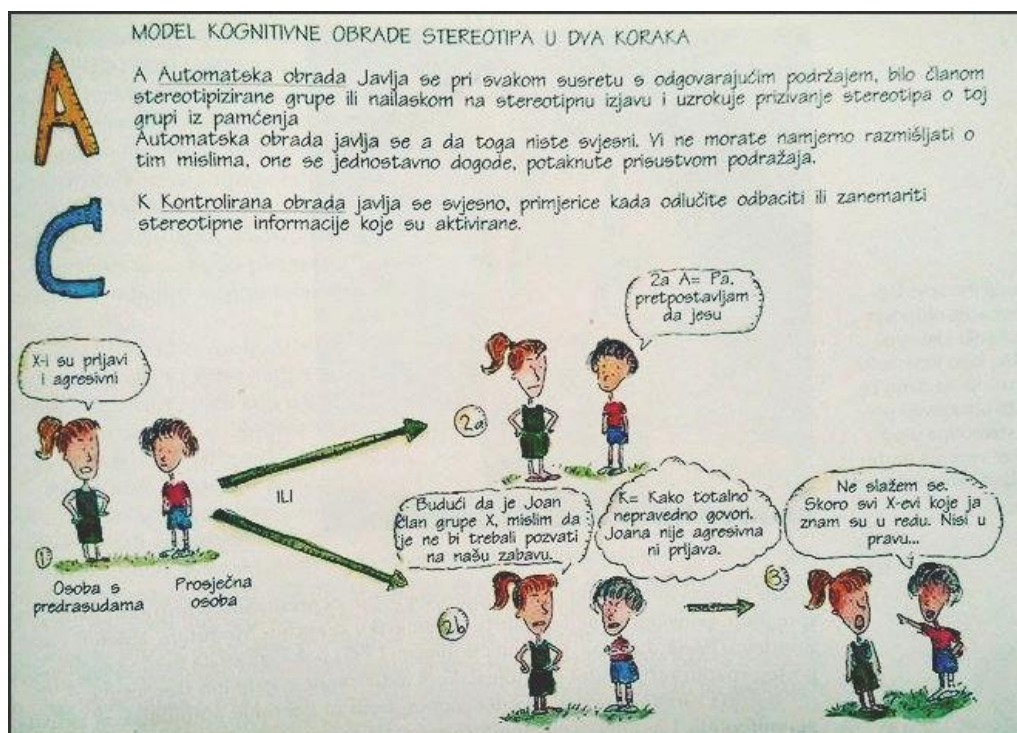 MODEL KOGNITIVNE OBRADE STEREOTIPA U DVA KORAKA
A
A Automatska obrada Javlja se pri svakom susretu s odgovarajućim podržajem, bilo članom
stereotipizirane grupe ili nailaskom na stereotipnu izjavu i uzrokuje prizivanje stereotipa o toj
grupi iz pamćenja
Automatska obrada javlja se a da toga niste svjesni. Vi ne morate namjerno razmišljati o
tim mislima, one se jednostavno dogode, potaknute prisustvom podražaja.
C
K Kontrolirana obrada javlja se svjesno, primjerice kada odlučite odbaciti ili zanemariti
stereotipne informacije koje su aktivirane.
X-i su prljavi
i agresivni
1
Osoba s
predrasudama
Prosječna
osoba
ILI
2a A= Pa,
pretpostavljam
da jesu
2a
Budući da je Joan
član grupe X, mislim da
je ne bi trebali pozvati
na našu zabavu.
K= Kako totalno
nepravedno govori.
Joana nije agresivna
ni prljava.
2b
Ne slažem se.
Skoro svi X-evi koje ja
znam su u redu. Nisi u
pravu...
3